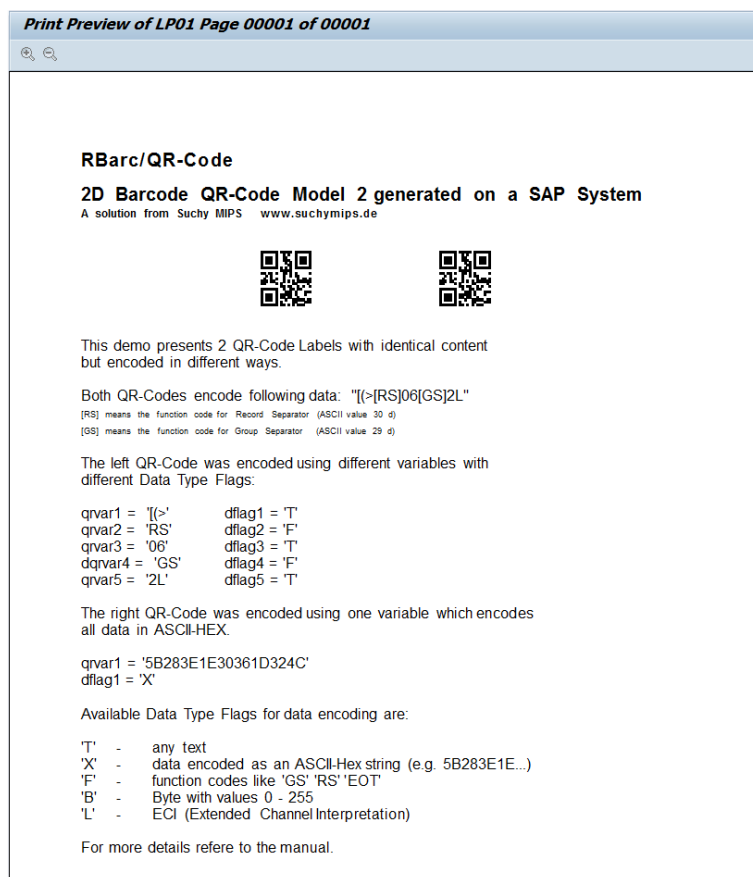 Print Preview of LP01 Page 00001 of 00001
RBarc/QR-Code
2D Barcode QR-Code Model 2 generated on a SAP System
A solution from Suchy MIPS www.suchymips.de
This demo presents 2 QR-Code Labels with identical content
but encoded in different ways.
Both QR-Codes encode following data: "[(>[RS]06[GS]2L"
[RS] means the function code for Record Separator (ASCII value 30 d)
[GS] means the function code for Group Separator (ASCII value 29 d)
The left QR-Code was encoded using different variables with
different Data Type Flags:
qrvar1 = '[(>' dflag1 = 'T'
qrvar2 = 'RS' dflag2 = 'F'
qrvar3 = '06' dflag3 = 'T'
dqrvar4 = 'GS' dflag4 = 'F'
qrvar5 = '2L' dflag5 = 'T'
The right QR-Code was encoded using one variable which encodes
all data in ASCII-HEX.
qrvar1 = '5B283E1E30361D324C'
dflag1 = 'X'
Available Data Type Flags for data encoding are:
'T' - any text
'X' - data encoded as an ASCII-Hex string (e.g. 5B283E1E...)
'F' - function codes like 'GS' 'RS' 'EOT'
'B' - Byte with values 0 - 255
'L' - ECI (Extended Channel Interpretation)
For more details refere to the manual.